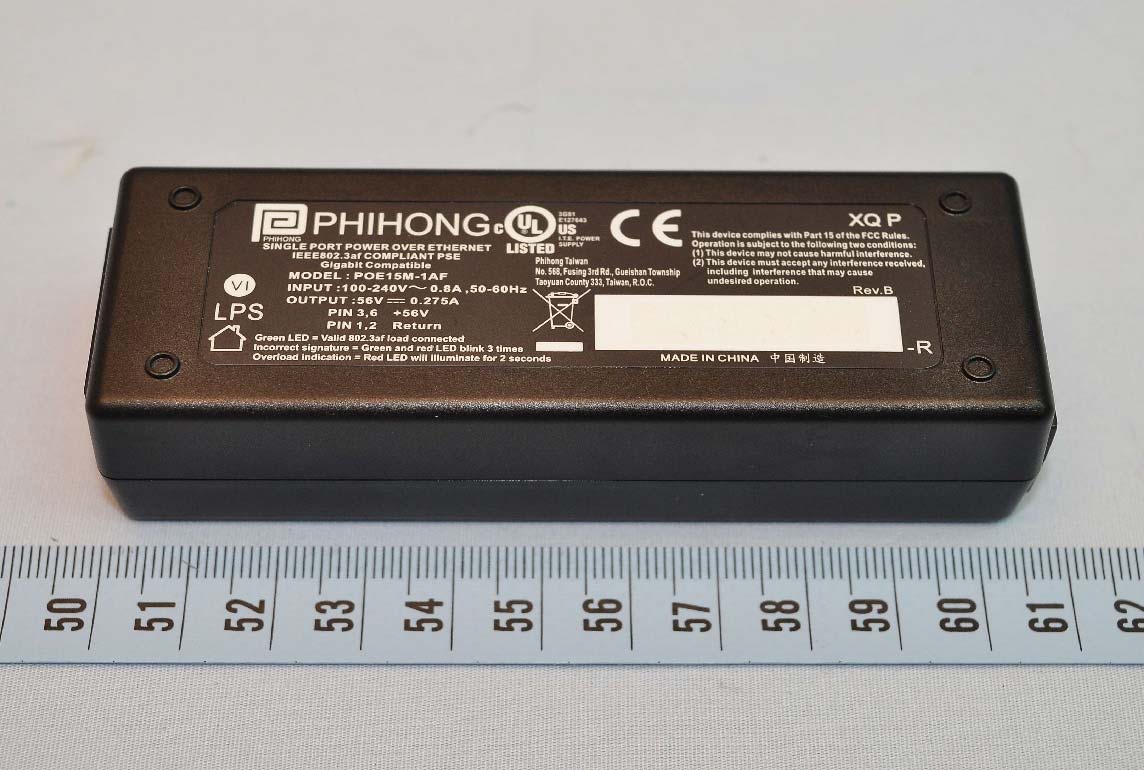 PHIHONG
PHIHONG
SINGLE PORT POWER OVER ETHERNET
IEEE802.3af COMPLIANT PSE
Gigabit Compatible
MODEL : POE15M-1AF
INPUT :100-240V～ 0.8A ,50-60Hz
OUTPUT :56V ⎓ 0.275A
PIN 3,6 +56V
PIN 1,2 Return
VI
LPS
Green LED = Valid 802.3af load connected
Incorrect signature = Green and red LED blink 3 times
Overload indication = Red LED will illuminate for 2 seconds
c UL US
LISTED
3G81
E127643
I.T.E. POWER
SUPPLY
CE
Phihong Taiwan
No. 568, Fusing 3rd Rd., Gueishan Township
Taoyuan County 333, Taiwan, R.O.C.
XQ P
This device complies with Part 15 of the FCC Rules.
Operation is subject to the following two conditions:
(1) This device may not cause harmful interference.
(2) This device must accept any interference received,
including interference that may cause
undesired operation.
Rev.B
-R
MADE IN CHINA 中国制造
50 51 52 53 54 55 56 57 58 59 60 61 62